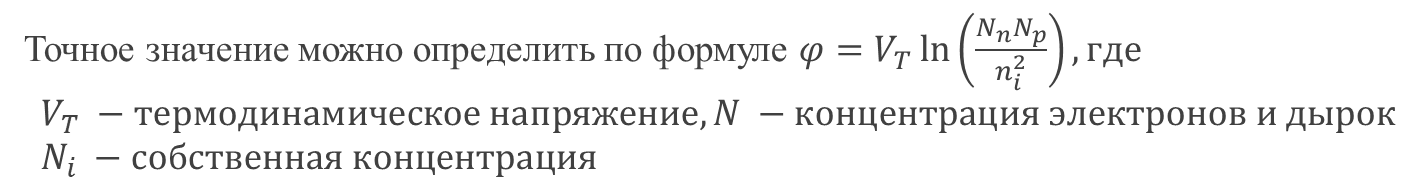 Точное значение можно определить по формуле φ = V_T ln (N_n N_p / n_i^2), где
V_T − термодинамическое напряжение, N − концентрация электронов и дырок
N_i − собственная концентрация